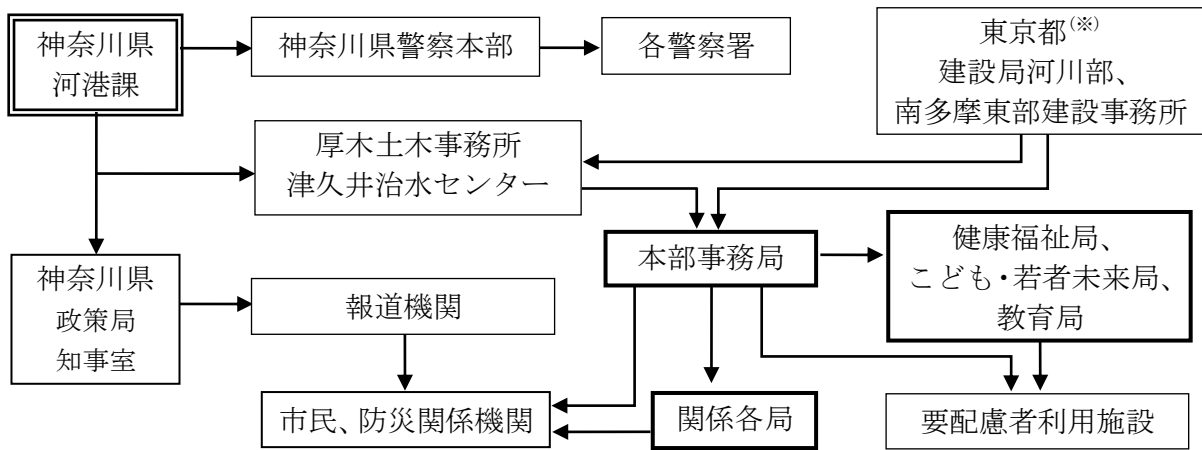 神奈川県
河港課
神奈川県警察本部
各警察署
東京都(※)
建設局河川部、
南多摩東部建設事務所
厚木土木事務所
津久井治水センター
本部事務局
健康福祉局、
こども・若者未来局、
教育局
神奈川県
政策局
知事室
報道機関
市民、防災関係機関
関係各局
要配慮者利用施設